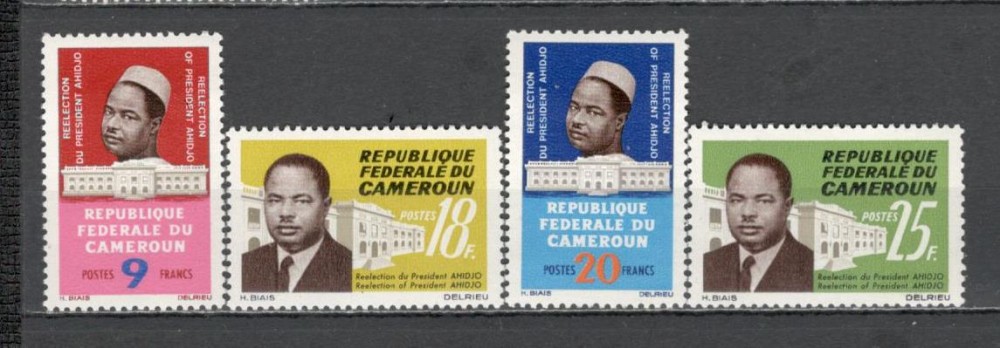 REELECTION
DU PRESIDENT AHIDJO
REELECTION
OF PRESIDENT AHIDJO
REPUBLIQUE
FEDERALE DU
CAMEROUN
POSTES 9 FRANCS
H. BIAIS DELRIEU
REPUBLIQUE
FEDERALE DU
CAMEROUN
POSTES 18F.
Reelection du President AHIDJO
Reelection of President AHIDJO
H. BIAIS DELRIEU
REELECTION
DU PRESIDENT AHIDJO
REELECTION
OF PRESIDENT AHIDJO
REPUBLIQUE
FEDERALE DU
CAMEROUN
POSTES 20 FRANCS
H. BIAIS DELRIEU
REPUBLIQUE
FEDERALE DU
CAMEROUN
POSTES 25F.
Reelection du President AHIDJO
Reelection of President AHIDJO
H. BIAIS DELRIEU